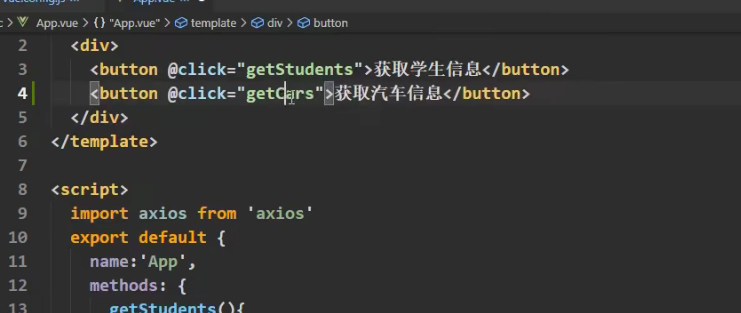 App.vue
c > App.vue > {} "App.vue" > template > div > button
2 <div>
3 <button @click="getStudents">获取学生信息</button>
4 <button @click="getCars">获取汽车信息</button>
5 </div>
6 </template>
7
8 <script>
9 import axios from 'axios'
10 export default {
11 name:'App',
12 methods: {
13 getStudents(){